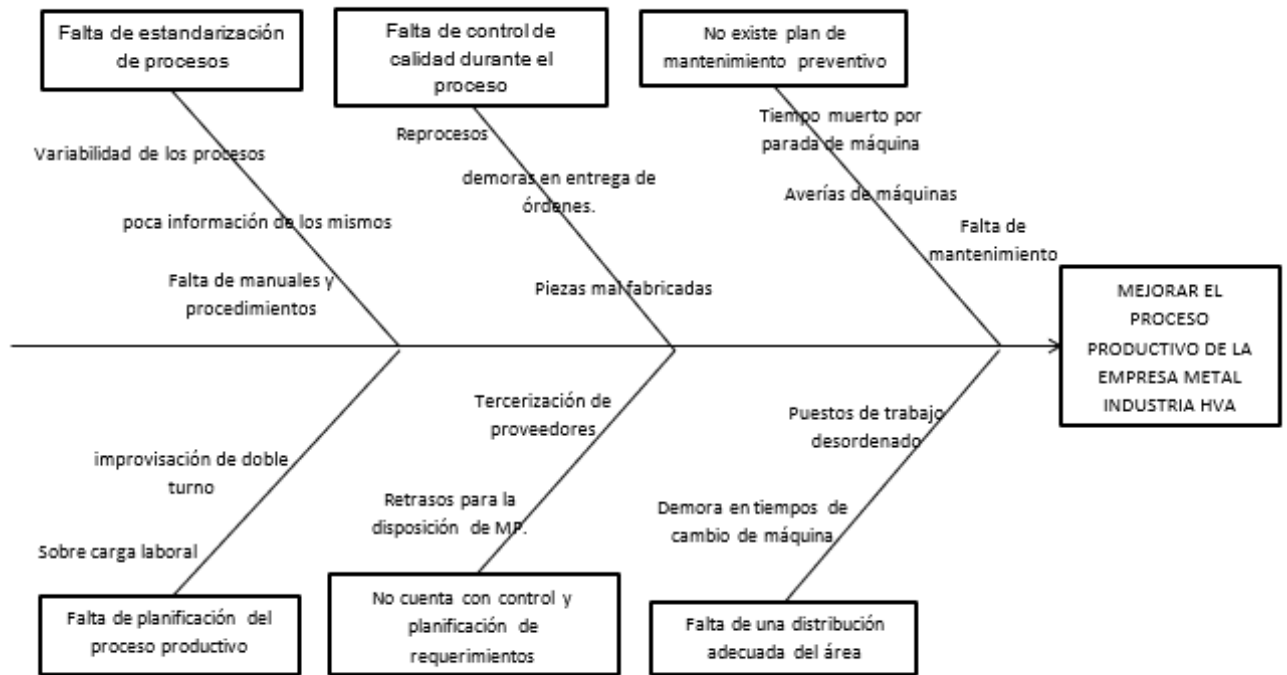 Falta de estandarización
de procesos
Falta de control de
calidad durante el
proceso
No existe plan de
mantenimiento preventivo
Variabilidad de los procesos
poca información de los mismos
Falta de manuales y
procedimientos
Reprocesos
demoras en entrega de
órdenes.
Piezas mal fabricadas
Tiempo muerto por
parada de máquina
Averías de máquinas
Falta de
mantenimiento
MEJORAR EL
PROCESO
PRODUCTIVO DE LA
EMPRESA METAL
INDUSTRIA HVA
improvisación de doble
turno
Sobre carga laboral
Falta de planificación del
proceso productivo
Tercerización de
proveedores
Retrasos para la
disposición de MP.
No cuenta con control y
planificación de
requerimientos
Puestos de trabajo
desordenado
Demora en tiempos de
cambio de máquina
Falta de una distribución
adecuada del área